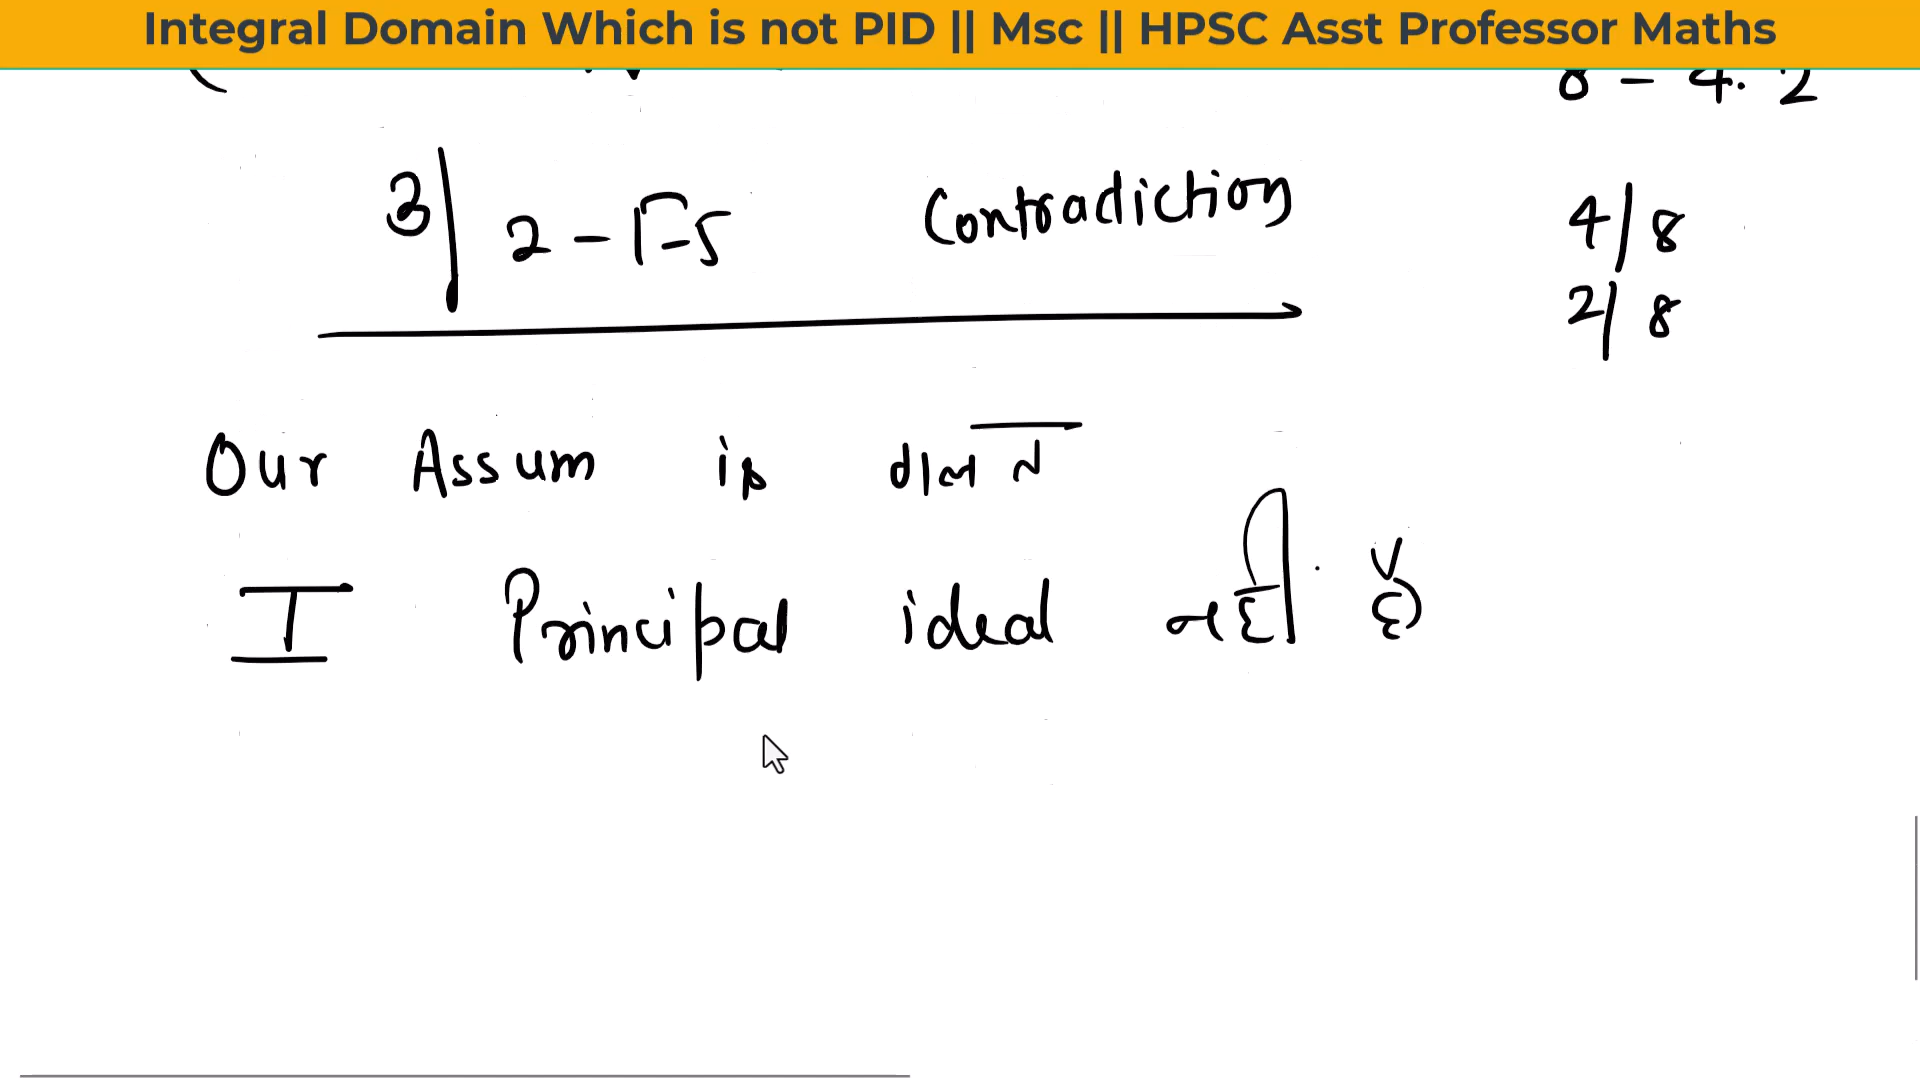 Integral Domain Which is not PID || Msc || HPSC Asst Professor Maths
8 = 4. 2
3 | 2 - √-5 Contradiction
4 / 8
2 | 8
Our Assum is गलत
I Principal ideal नही है